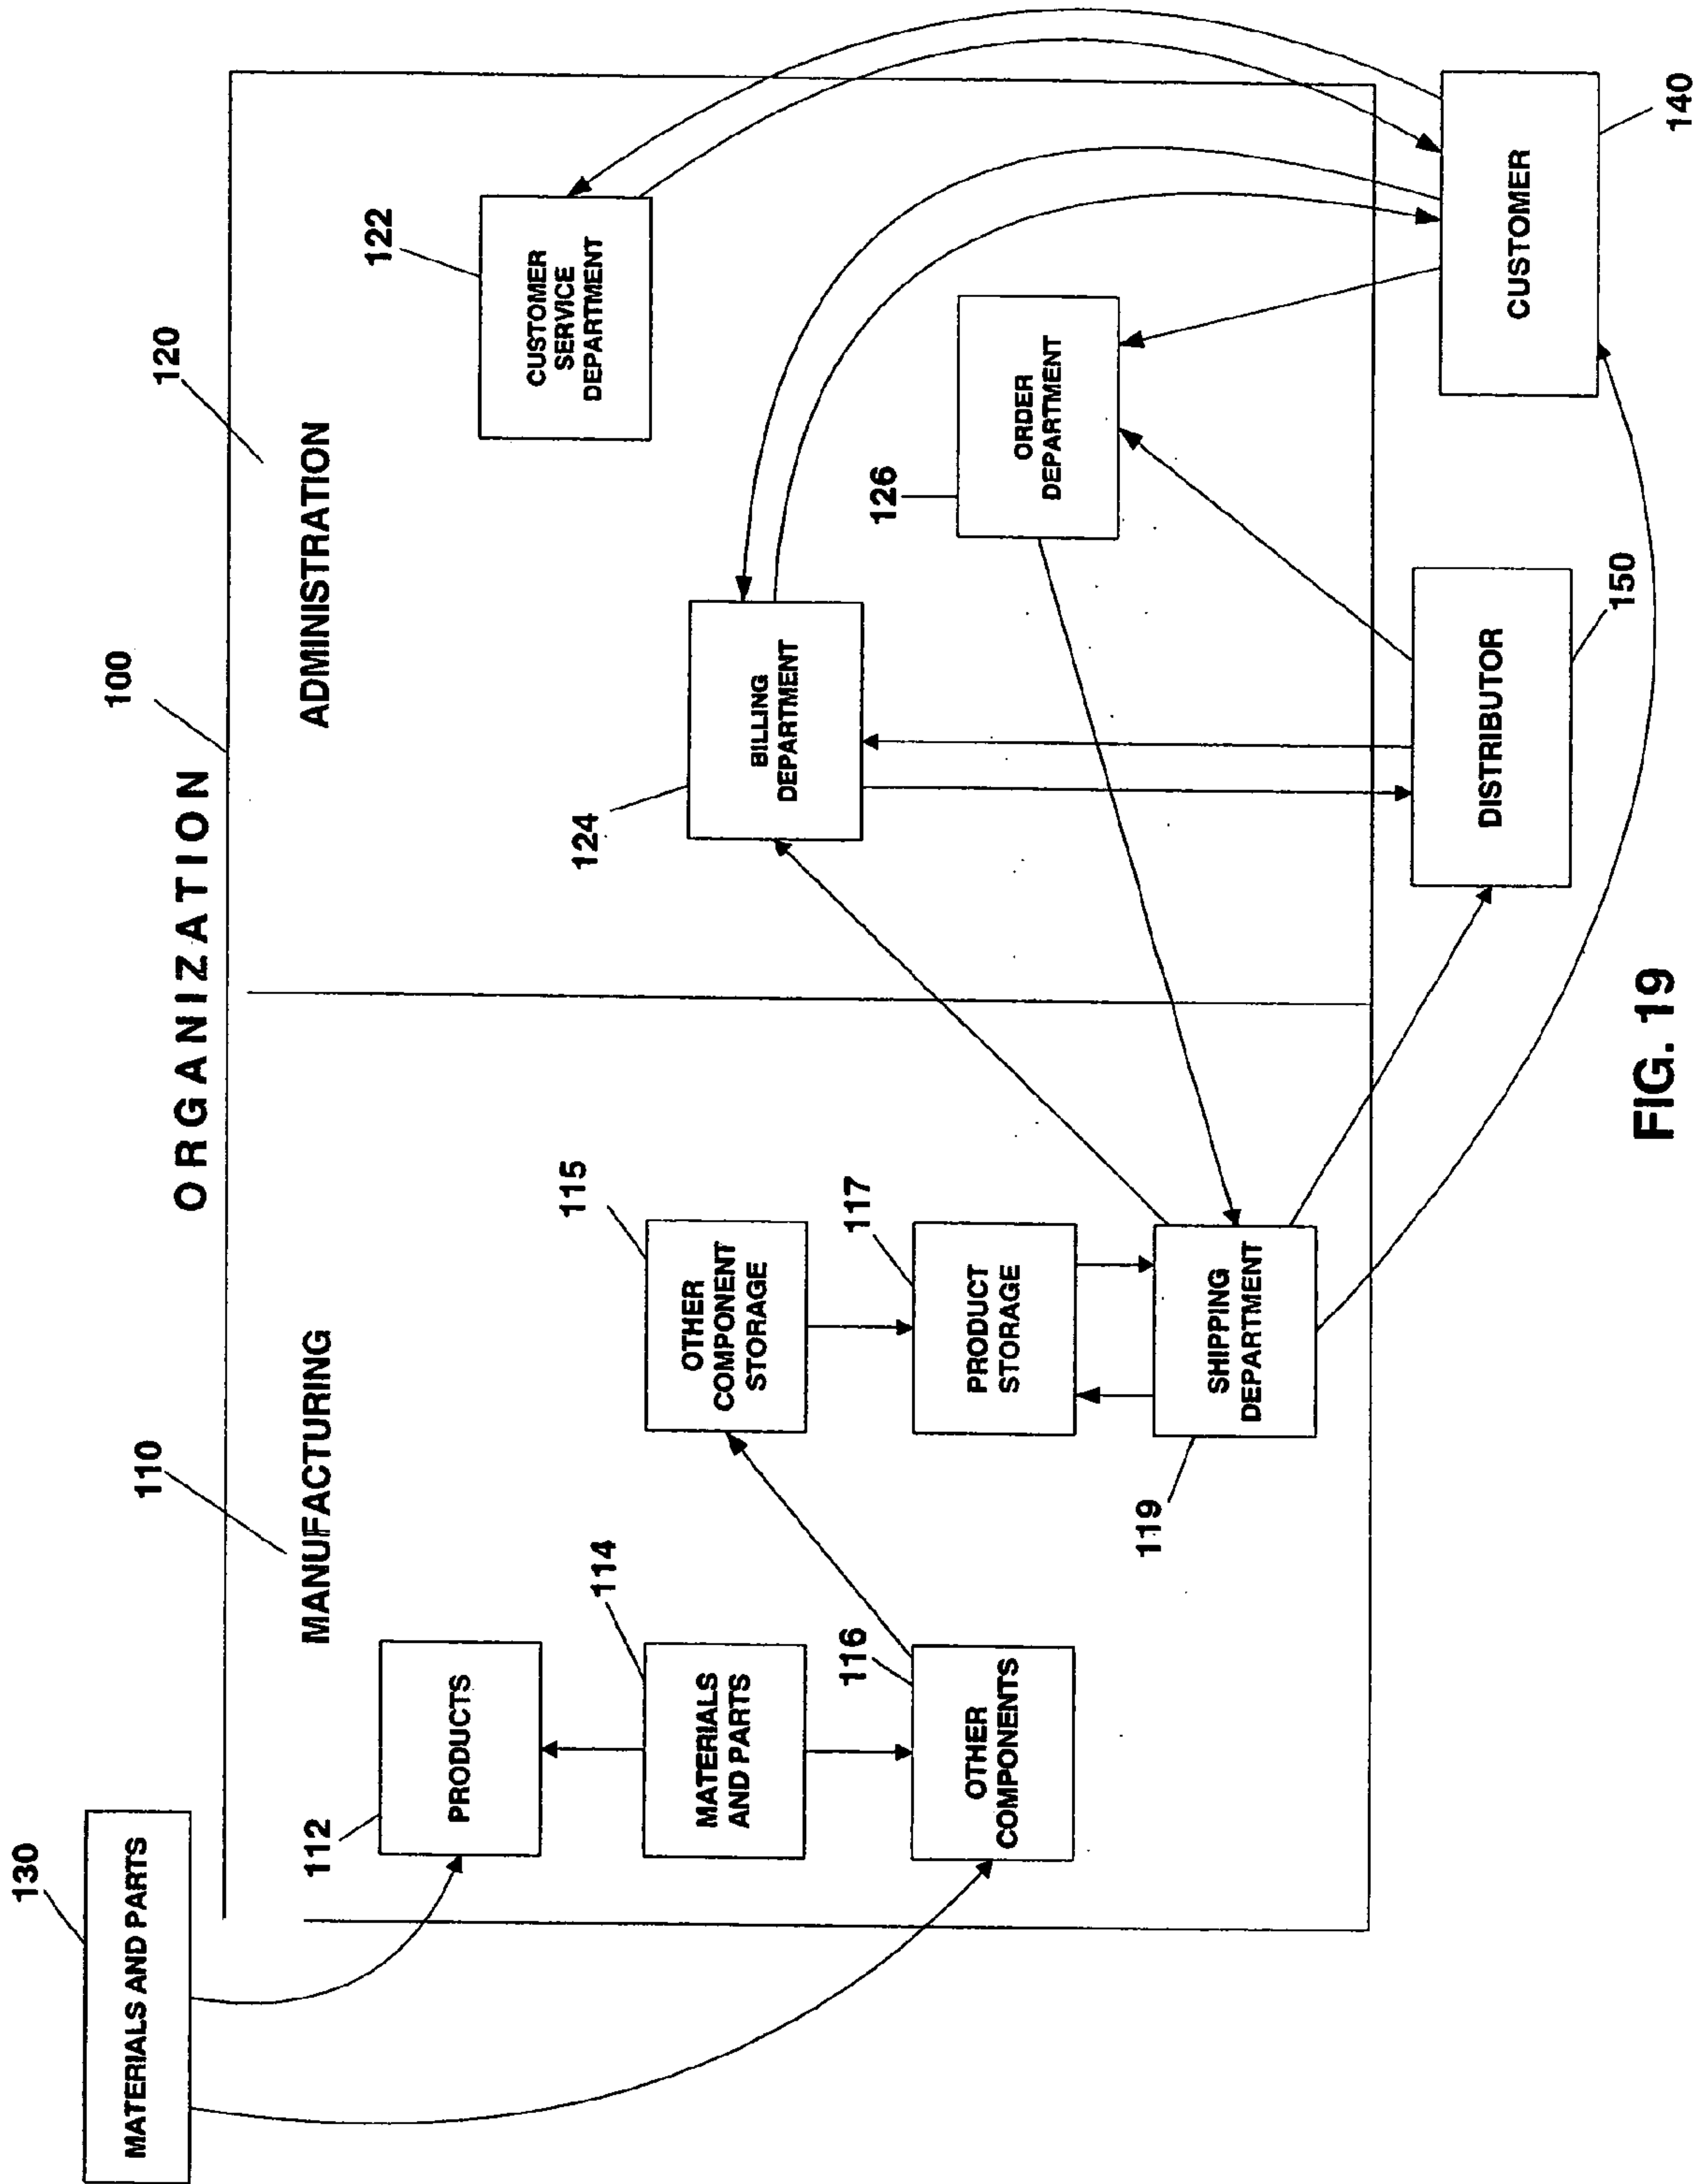 ORGANIZATION
100
130
MATERIALS AND PARTS
110
MANUFACTURING
120
ADMINISTRATION
112
PRODUCTS
114
MATERIALS
AND PARTS
116
OTHER
COMPONENTS
115
OTHER
COMPONENT
STORAGE
117
PRODUCT
STORAGE
119
SHIPPING
DEPARTMENT
122
CUSTOMER
SERVICE
DEPARTMENT
124
BILLING
DEPARTMENT
126
ORDER
DEPARTMENT
DISTRIBUTOR
150
CUSTOMER
140
FIG. 19